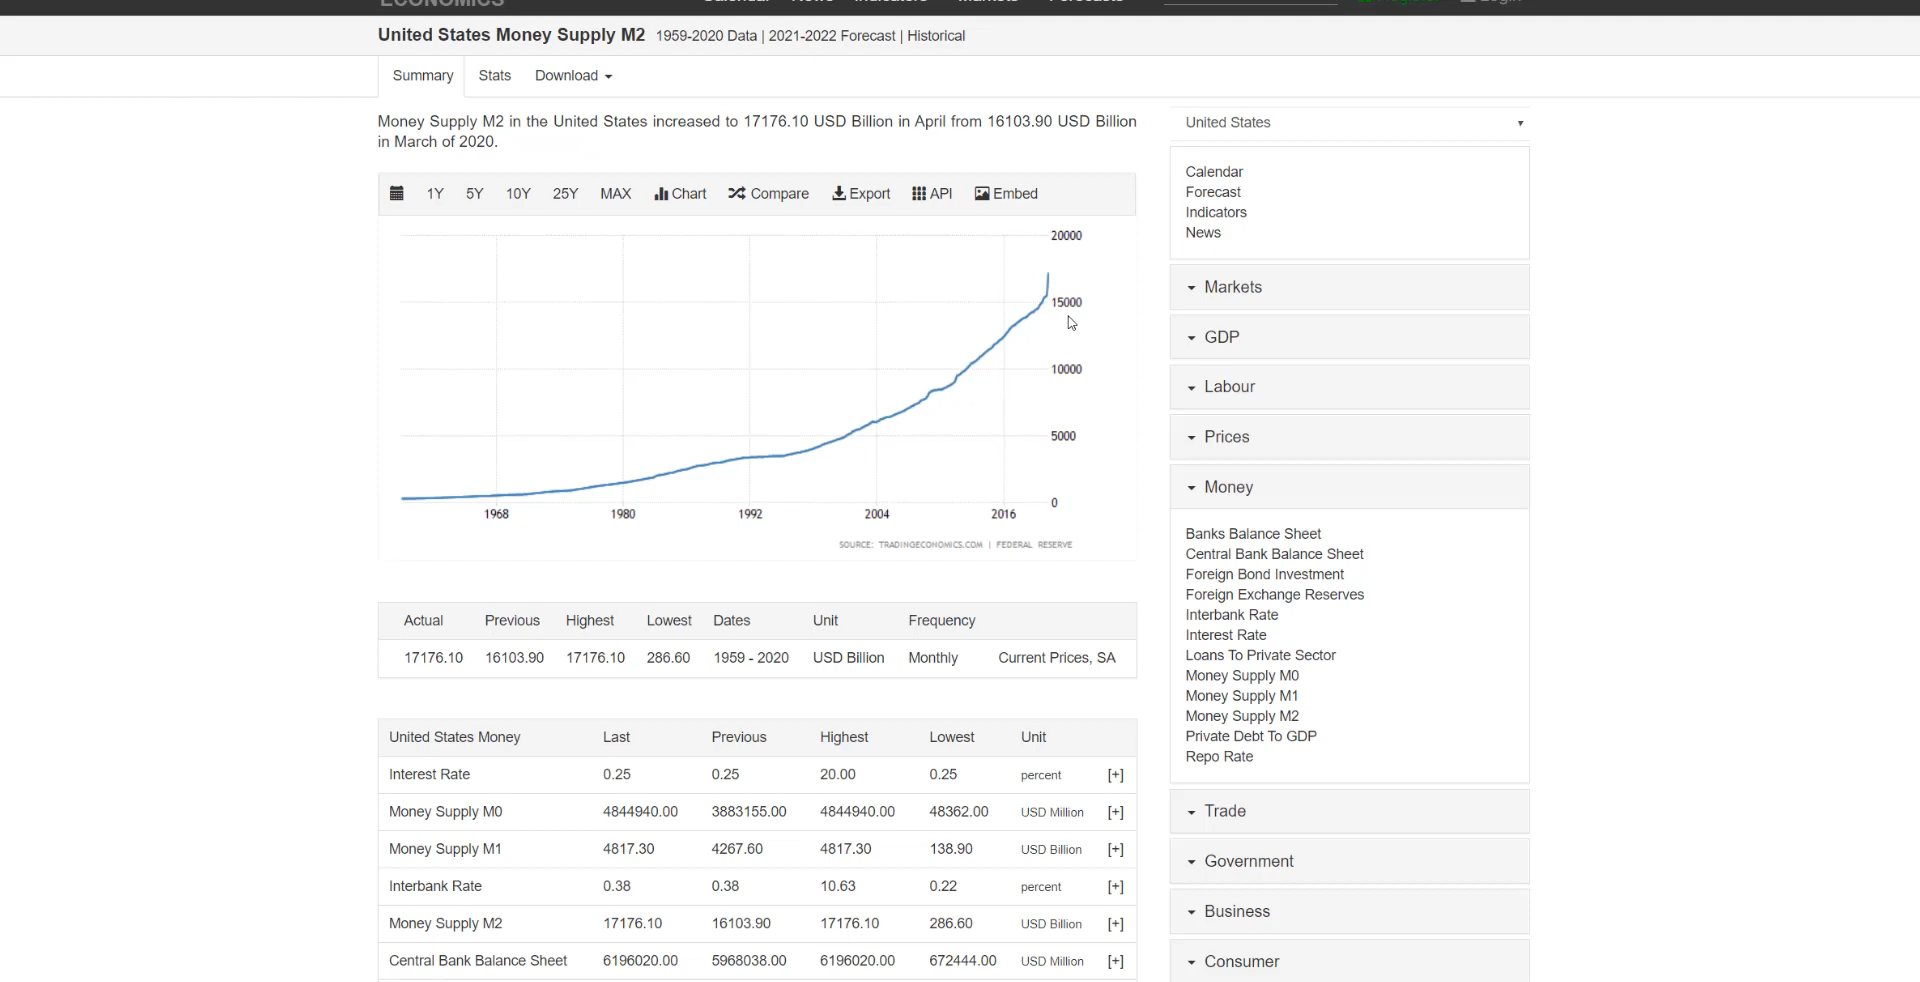 ECONOMICS Calendar News Indicators Markets Forecasts Login
United States Money Supply M2 1959-2020 Data | 2021-2022 Forecast | Historical
Summary Stats Download
Money Supply M2 in the United States increased to 17176.10 USD Billion in April from 16103.90 USD Billion
in March of 2020.
1Y 5Y 10Y 25Y MAX Chart Compare Export API Embed
20000
15000
10000
5000
0
1968 1980 1992 2004 2016
SOURCE: TRADINGECONOMICS.COM | FEDERAL RESERVE
Actual Previous Highest Lowest Dates Unit Frequency
17176.10 16103.90 17176.10 286.60 1959 - 2020 USD Billion Monthly Current Prices, SA
United States Money Last Previous Highest Lowest Unit
Interest Rate 0.25 0.25 20.00 0.25 percent [+]
Money Supply M0 4844940.00 3883155.00 4844940.00 48362.00 USD Million [+]
Money Supply M1 4817.30 4267.60 4817.30 138.90 USD Billion [+]
Interbank Rate 0.38 0.38 10.63 0.22 percent [+]
Money Supply M2 17176.10 16103.90 17176.10 286.60 USD Billion [+]
Central Bank Balance Sheet 6196020.00 5968038.00 6196020.00 672444.00 USD Million [+]
United States
Calendar
Forecast
Indicators
News
Markets
GDP
Labour
Prices
Money
Banks Balance Sheet
Central Bank Balance Sheet
Foreign Bond Investment
Foreign Exchange Reserves
Interbank Rate
Interest Rate
Loans To Private Sector
Money Supply M0
Money Supply M1
Money Supply M2
Private Debt To GDP
Repo Rate
Trade
Government
Business
Consumer